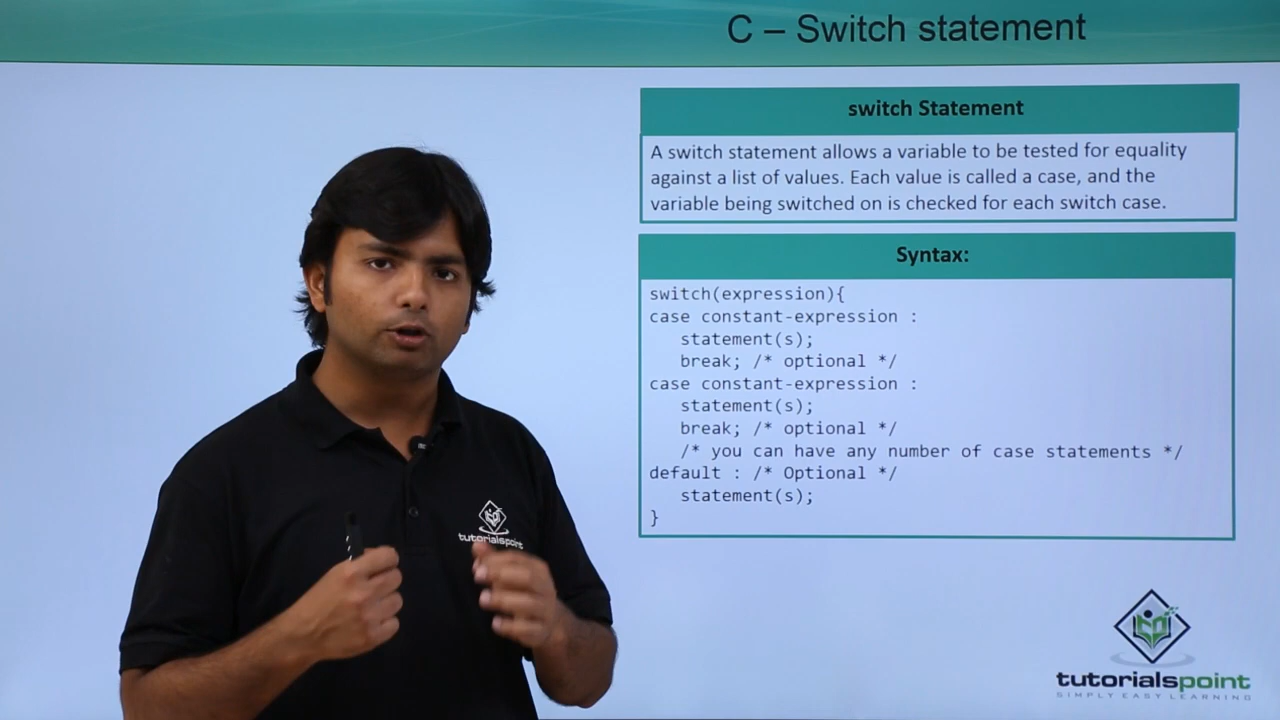 C – Switch statement
switch Statement
A switch statement allows a variable to be tested for equality
against a list of values. Each value is called a case, and the
variable being switched on is checked for each switch case.
Syntax:
switch(expression){
case constant-expression :
statement(s);
break; /* optional */
case constant-expression :
statement(s);
break; /* optional */
/* you can have any number of case statements */
default : /* Optional */
statement(s);
}
tutorialspoint
tutorialspoint
SIMPLY EASY LEARNING